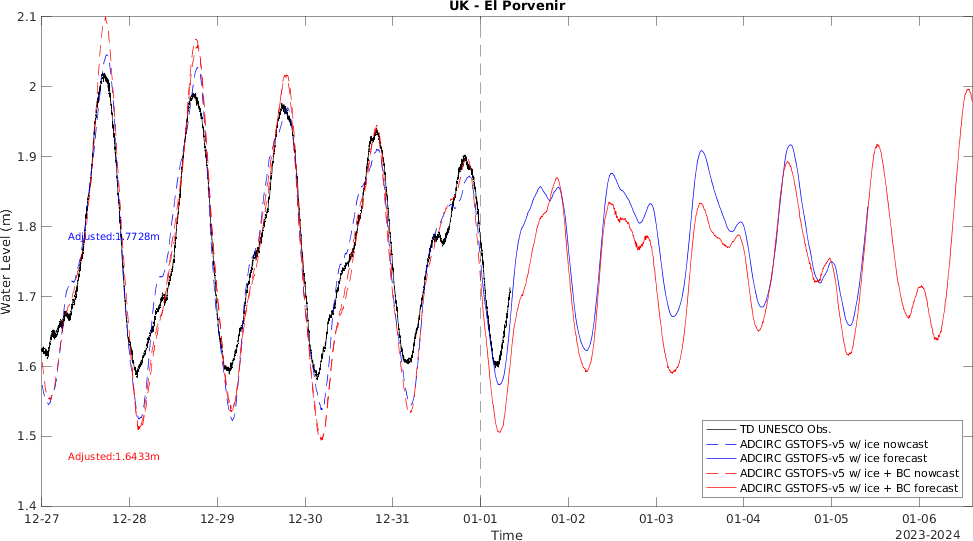 UK - El Porvenir
2.1
2
1.9
1.8
1.7
1.6
1.5
1.4
Water Level (m)
Adjusted:1.7728m
Adjusted:1.6433m
TD UNESCO Obs.
ADCIRC GSTOFS-v5 w/ ice nowcast
ADCIRC GSTOFS-v5 w/ ice forecast
ADCIRC GSTOFS-v5 w/ ice + BC nowcast
ADCIRC GSTOFS-v5 w/ ice + BC forecast
12-27 12-28 12-29 12-30 12-31 01-01 01-02 01-03 01-04 01-05 01-06
Time
2023-2024